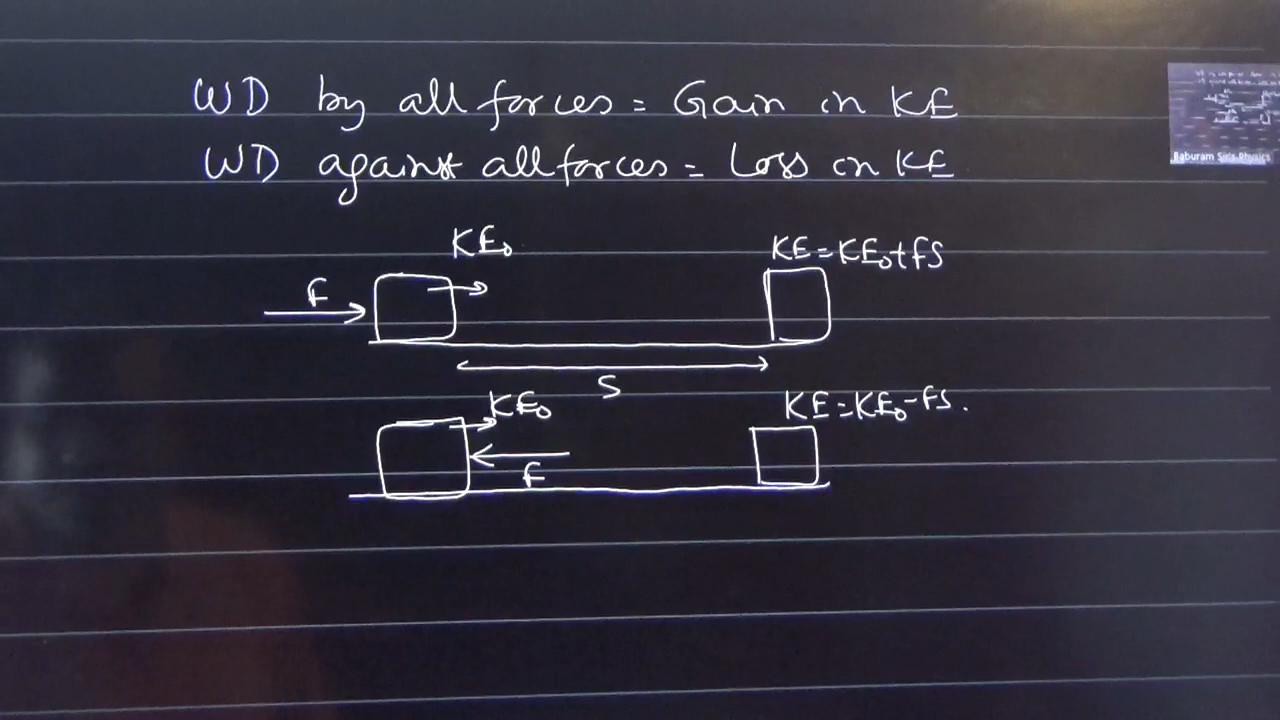 WD by all forces = Gain in KE
WD against all forces = Loss in KE
KE₀
KE=KE₀+FS
F
S
KE₀
KE=KE₀-FS.
F
Baburam Sir's Physics